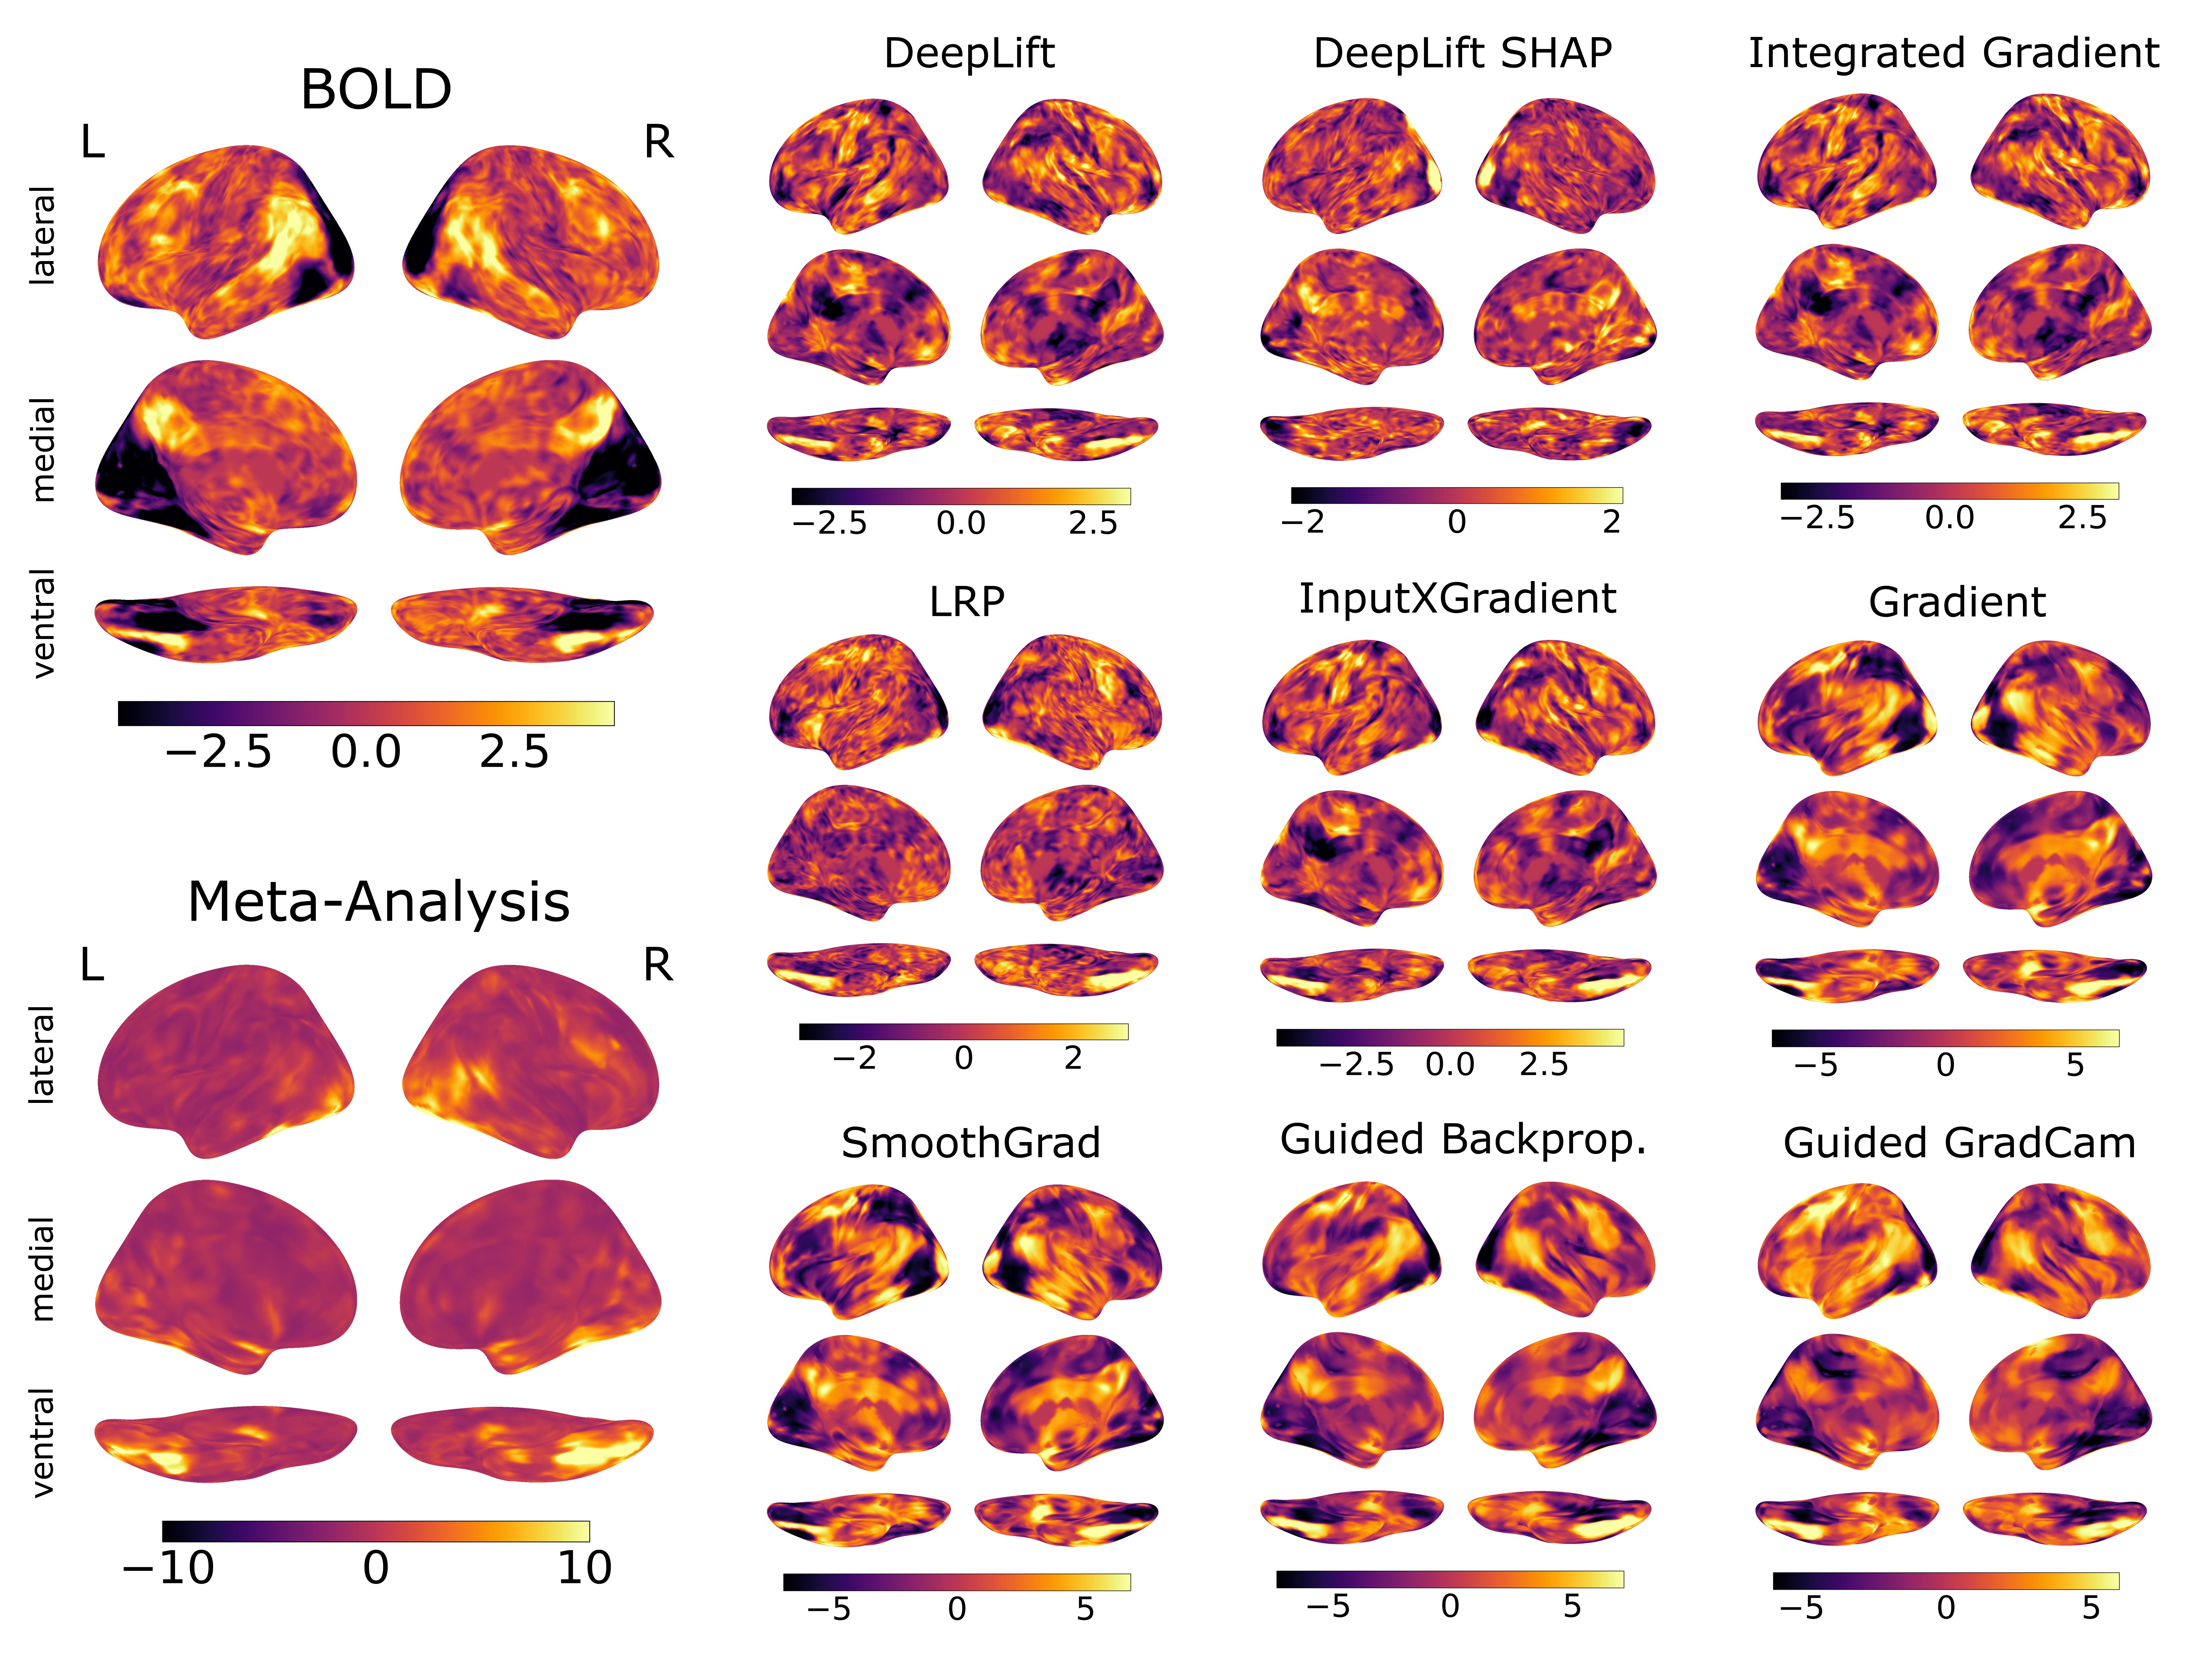 BOLD
L R
lateral
medial
ventral
−2.5 0.0 2.5
Meta-Analysis
L R
lateral
medial
ventral
−10 0 10
DeepLift
−2.5 0.0 2.5
DeepLift SHAP
−2 0 2
Integrated Gradient
−2.5 0.0 2.5
LRP
−2 0 2
InputXGradient
−2.5 0.0 2.5
Gradient
−5 0 5
SmoothGrad
−5 0 5
Guided Backprop.
−5 0 5
Guided GradCam
−5 0 5